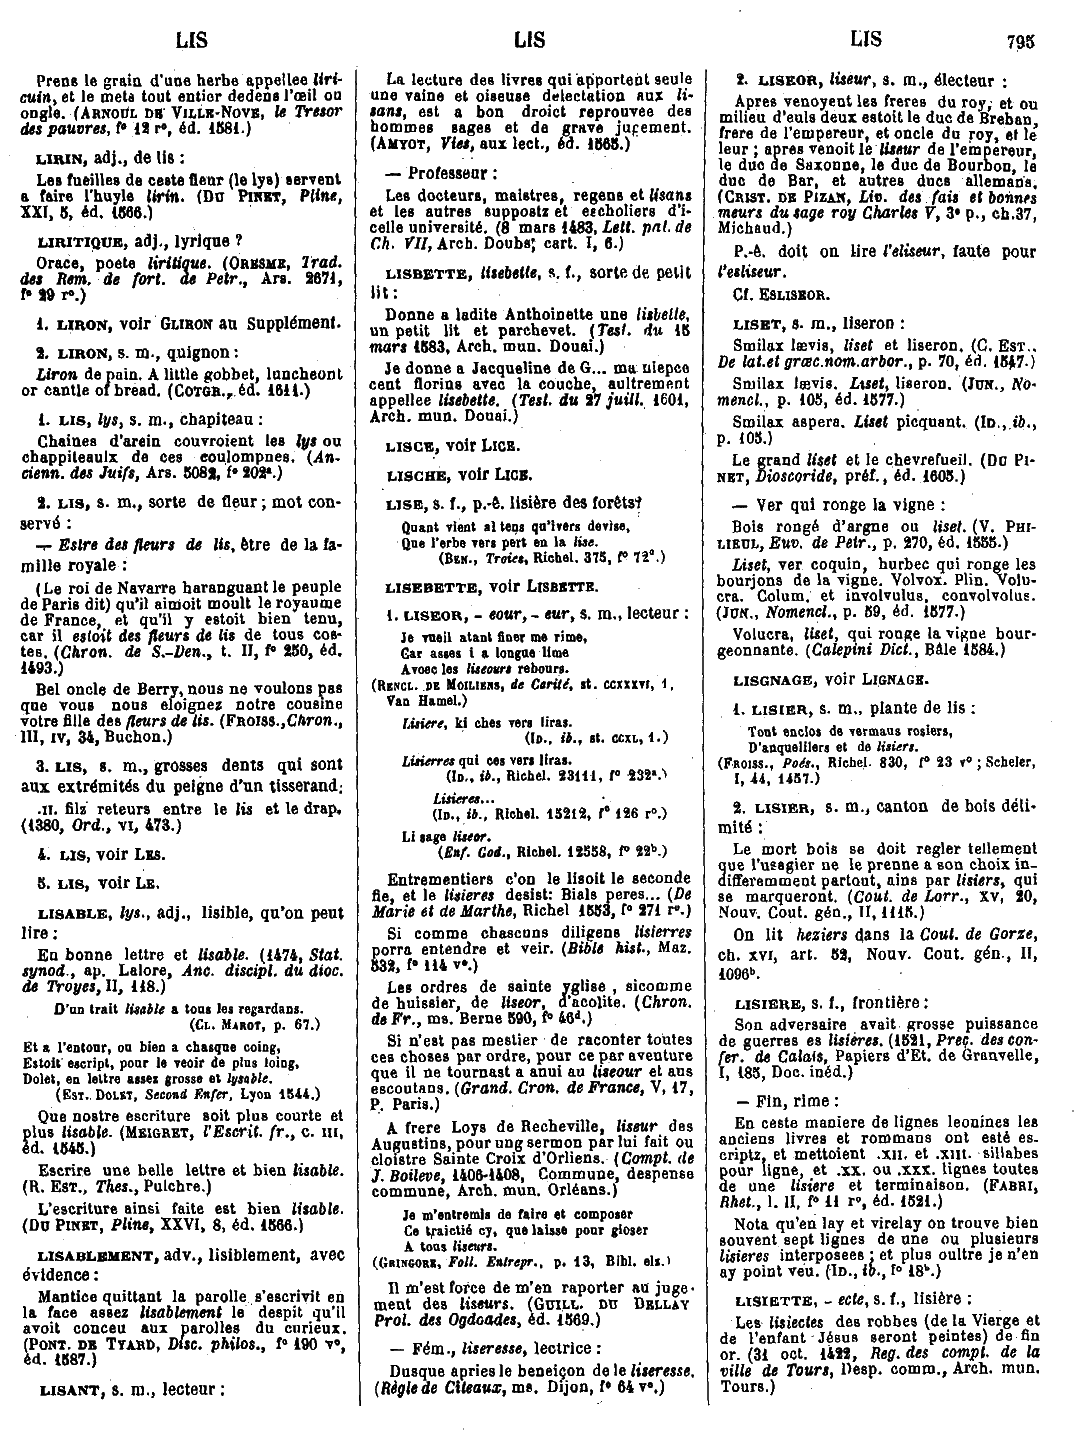 LIS
LIS
LIS
795
Prens le grain d'une herbe appellee liri-
cuin, et le mets tout entier dedens l'œil ou
ongle. (ARNOUL DE VILLE-NOVE, le Tresor
des pauvres, f° 12 r°, éd. 1581.)
LIRIN, adj., de lis :
Les fueilles de ceste fleur (le lys) servent
a faire l'huyle lirin. (DU PINET, Pline,
XXI, 5, éd. 1566.)
LIRITIQUE, adj., lyrique ?
Orace, poete liritique. (ORESME, Trad.
des Rem. de fort. de Petr., Ars. 2671,
f° 29 r°.)
1. LIRON, voir GLIRON au Supplément.
2. LIRON, s. m., quignon :
Liron de pain. A little gobbet, luncheont
or cantle of bread. (COTGR., éd. 1611.)
1. LIS, lys, s. m., chapiteau :
Chaines d'arein couvroient les lys ou
chappiteaulx de ces coulompnes. (An-
cienn. des Juifs, Ars. 5082, f° 202ª.)
2. LIS, s. m., sorte de fleur ; mot con-
servé :
— Estre des fleurs de lis, être de la fa-
mille royale :
(Le roi de Navarre haranguant le peuple
de Paris dit) qu'il aimoit moult le royaume
de France, et qu'il y estoit bien tenu,
car il estoit des fleurs de lis de tous cos-
tes. (Chron. de S.-Den., t. II, f° 250, éd.
1493.)
Bel oncle de Berry, nous ne voulons pas
que vous nous eloignez notre cousine
votre fille des fleurs de lis. (FROISS., Chron.,
III, IV, 34, Buchon.)
3. LIS, s. m., grosses dents qui sont
aux extrémités du peigne d'un tisserand;
.II. filz reteurs entre le lis et le drap.
(1380, Ord., VI, 473.)
4. LIS, voir LES.
5. LIS, voir LE.
LISABLE, lys., adj., lisible, qu'on peut
lire :
En bonne lettre et lisable. (1474, Stat.
synod., ap. Lalore, Anc. discipl. du dioc.
de Troyes, II, 118.)
D'un trait lisable a tous les regardans.
(CL. MAROT, p. 67.)
Et a l'entour, ou bien a chasque coing,
Estoit escript, pour le veoir de plus loing,
Dolet, en lettre assez grosse et lysable.
(EST. DOLET, Second Enfer, Lyon 1544.)
Que nostre escriture soit plus courte et
plus lisable. (MEIGRET, l'Escrit. fr., c. III,
éd. 1545.)
Escrire une belle lettre et bien lisable.
(R. EST., Thes., Pulchre.)
L'escriture ainsi faite est bien lisable.
(DU PINET, Pline, XXVI, 8, éd. 1566.)
LISABLEMENT, adv., lisiblement, avec
évidence :
Mantice quittant la parolle s'escrivit en
la face assez lisablement le despit qu'il
avoit conceu aux parolles du curieux.
(PONT. DE TYARD, Disc. philos., f° 190 v°,
éd. 1587.)
LISANT, s. m., lecteur :
La lecture des livres qui apportent seule
une vaine et oiseuse delectation aux li-
sans, est a bon droict reprouvee des
hommes sages et de grave jugement.
(AMYOT, Vies, aux lect., éd. 1565.)
— Professeur :
Les docteurs, maistres, regens et lisans
et les autres suppostz et escholiers d'i-
celle université. (8 mars 1483, Lett. pat. de
Ch. VII, Arch. Doubs, cart. I, 6.)
LISBETTE, lisebelle, s. f., sorte de petit
lit :
Donne a ladite Anthoinette une lisbelle,
un petit lit et parchevet. (Test. du 15
mars 1583, Arch. mun. Douai.)
Je donne a Jacqueline de G... ma niepce
cent florins avec la couche, aultrement
appellee lisebette. (Test. du 27 juill. 1601,
Arch. mun. Douai.)
LISCE, voir LICE.
LISCHE, voir LICE.
LISE, s. f., p.-ê. lisière des forêts?
Quant vient al tens qu'ivers devise,
Que l'erbe vers pert en la lise.
(BEN., Troies, Richel. 375, f° 72ᵈ.)
LISEBETTE, voir LISBETTE.
1. LISEOR, - eour, - eur, s. m., lecteur :
Je vueil atant finer me rime,
Car asses i a longue lime
Avoec les liseours rebours.
(RENCL. DE MOILIENS, de Carité, st. CCXXXVI, 1,
Van Hamel.)
Lisiere, ki ches vers liras.
(ID., ib., st. CCXL, 1.)
Lisierres qui ces vers liras.
(ID., ib., Richel. 23111, f° 232ª.)
Lisieres...
(ID., ib., Richel. 15212, f° 126 r°.)
Li sage liseor.
(Enf. God., Richel. 12558, f° 22ᵇ.)
Entrementiers c'on le lisoit le seconde
fie, et le lisieres desist: Bials peres... (De
Marie et de Marthe, Richel 1553, f° 271 r°.)
Si comme chascuns diligens lisierres
porra entendre et veir. (Bible hist., Maz.
532, f° 114 v°.)
Les ordres de sainte yglise, sicomme
de huissier, de liseor, d'acolite. (Chron.
de Fr., ms. Berne 590, f° 46ᵈ.)
Si n'est pas mestier de raconter toutes
ces choses par ordre, pour ce par aventure
que il ne tournast a anui au liseour et aus
escoutans. (Grand. Cron. de France, V, 17,
P. Paris.)
A frere Loys de Recheville, liseur des
Augustins, pour ung sermon par lui fait ou
cloistre Sainte Croix d'Orliens. (Compt. de
J. Boileve, 1406-1408, Commune, despense
commune, Arch. mun. Orléans.)
Je m'entremis de faire et composer
Ce traictié cy, que laisse pour gloser
A tous liseurs.
(GRINGORE, Foll. Entrepr., p. 13, Bibl. elz.)
Il m'est force de m'en raporter au juge-
ment des liseurs. (GUILL. DU BELLAY
Prol. des Ogdoades, éd. 1569.)
— Fém., liseresse, lectrice :
Dusque apries le beneiçon de le liseresse.
(Règle de Cîteaux, ms. Dijon, f° 64 v°.)
2. LISEOR, liseur, s. m., électeur :
Apres venoyent les freres du roy, et ou
milieu d'euls deux estoit le duc de Breban,
frere de l'empereur, et oncle du roy, et le
leur ; apres venoit le liseur de l'empereur,
le duc de Saxonne, le duc de Bourbon, le
duc de Bar, et autres ducs allemans.
(CRIST. DE PIZAN, Liv. des fais et bonnes
meurs du sage roy Charles V, 3° p., ch.37,
Michaud.)
P.-ê. doit on lire l'eliseur, faute pour
l'esliseur.
Cf. ESLISEOR.
LISET, s. m., liseron :
Smilax lævis, liset et liseron. (C. EST.,
De lat. et græc. nom. arbor., p. 70, éd. 1547.)
Smilax lævis. Liset, liseron. (JUN., No-
mencl., p. 105, éd. 1577.)
Smilax aspera. Liset picquant. (ID., ib.,
p. 105.)
Le grand liset et le chevrefueil. (DU PI-
NET, Dioscoride, préf., éd. 1605.)
— Ver qui ronge la vigne :
Bois rongé d'argne ou liset. (V. PHI-
LIEUL, Euv. de Petr., p. 270, éd. 1555.)
Liset, ver coquin, hurbec qui ronge les
bourjons de la vigne. Volvox. Plin. Volu-
cra. Colum. et involvulus, convolvolus.
(JUN., Nomencl., p. 59, éd. 1577.)
Volucra, liset, qui ronge la vigne bour-
geonnante. (Calepini Dict., Bâle 1584.)
LISGNAGE, voir LIGNAGE.
1. LISIER, s. m., plante de lis :
Tout enclos de vermaus rosiers,
D'anqueliiers et de lisiers.
(FROISS., Poés., Richel. 830, f° 23 v° ; Scheler,
I, 44, 1457.)
2. LISIER, s. m., canton de bois déli-
mité :
Le mort bois se doit regler tellement
que l'usagier ne le prenne a son choix in-
differemment partout, ains par lisiers, qui
se marqueront. (Cout. de Lorr., XV, 20,
Nouv. Cout. gén., II, 1115.)
On lit heziers dans la Cout. de Gorze,
ch. XVI, art. 52, Nouv. Cout. gén., II,
1096ᵇ.
LISIERE, s. f., frontière :
Son adversaire avait grosse puissance
de guerres es lisières. (1521, Prec. des con-
fer. de Calais, Papiers d'Et. de Granvelle,
I, 185, Doc. inéd.)
— Fin, rime :
En ceste maniere de lignes leonines les
anciens livres et rommans ont esté es-
criptz, et mettoient .XII. et .XIII. sillabes
pour ligne, et .XX. ou .XXX. lignes toutes
de une lisiere et terminaison. (FABRI,
Rhet., l. II, f° 11 r°, éd. 1521.)
Nota qu'en lay et virelay on trouve bien
souvent sept lignes de une ou plusieurs
lisieres interposees ; et plus oultre je n'en
ay point veu. (ID., ib., f° 18ᵇ.)
LISIETTE, - ecte, s. f., lisière :
Les lisiectes des robbes (de la Vierge et
de l'enfant Jésus seront peintes) de fin
or. (31 oct. 1422, Reg. des compt. de la
ville de Tours, Desp. comm., Arch. mun.
Tours.)